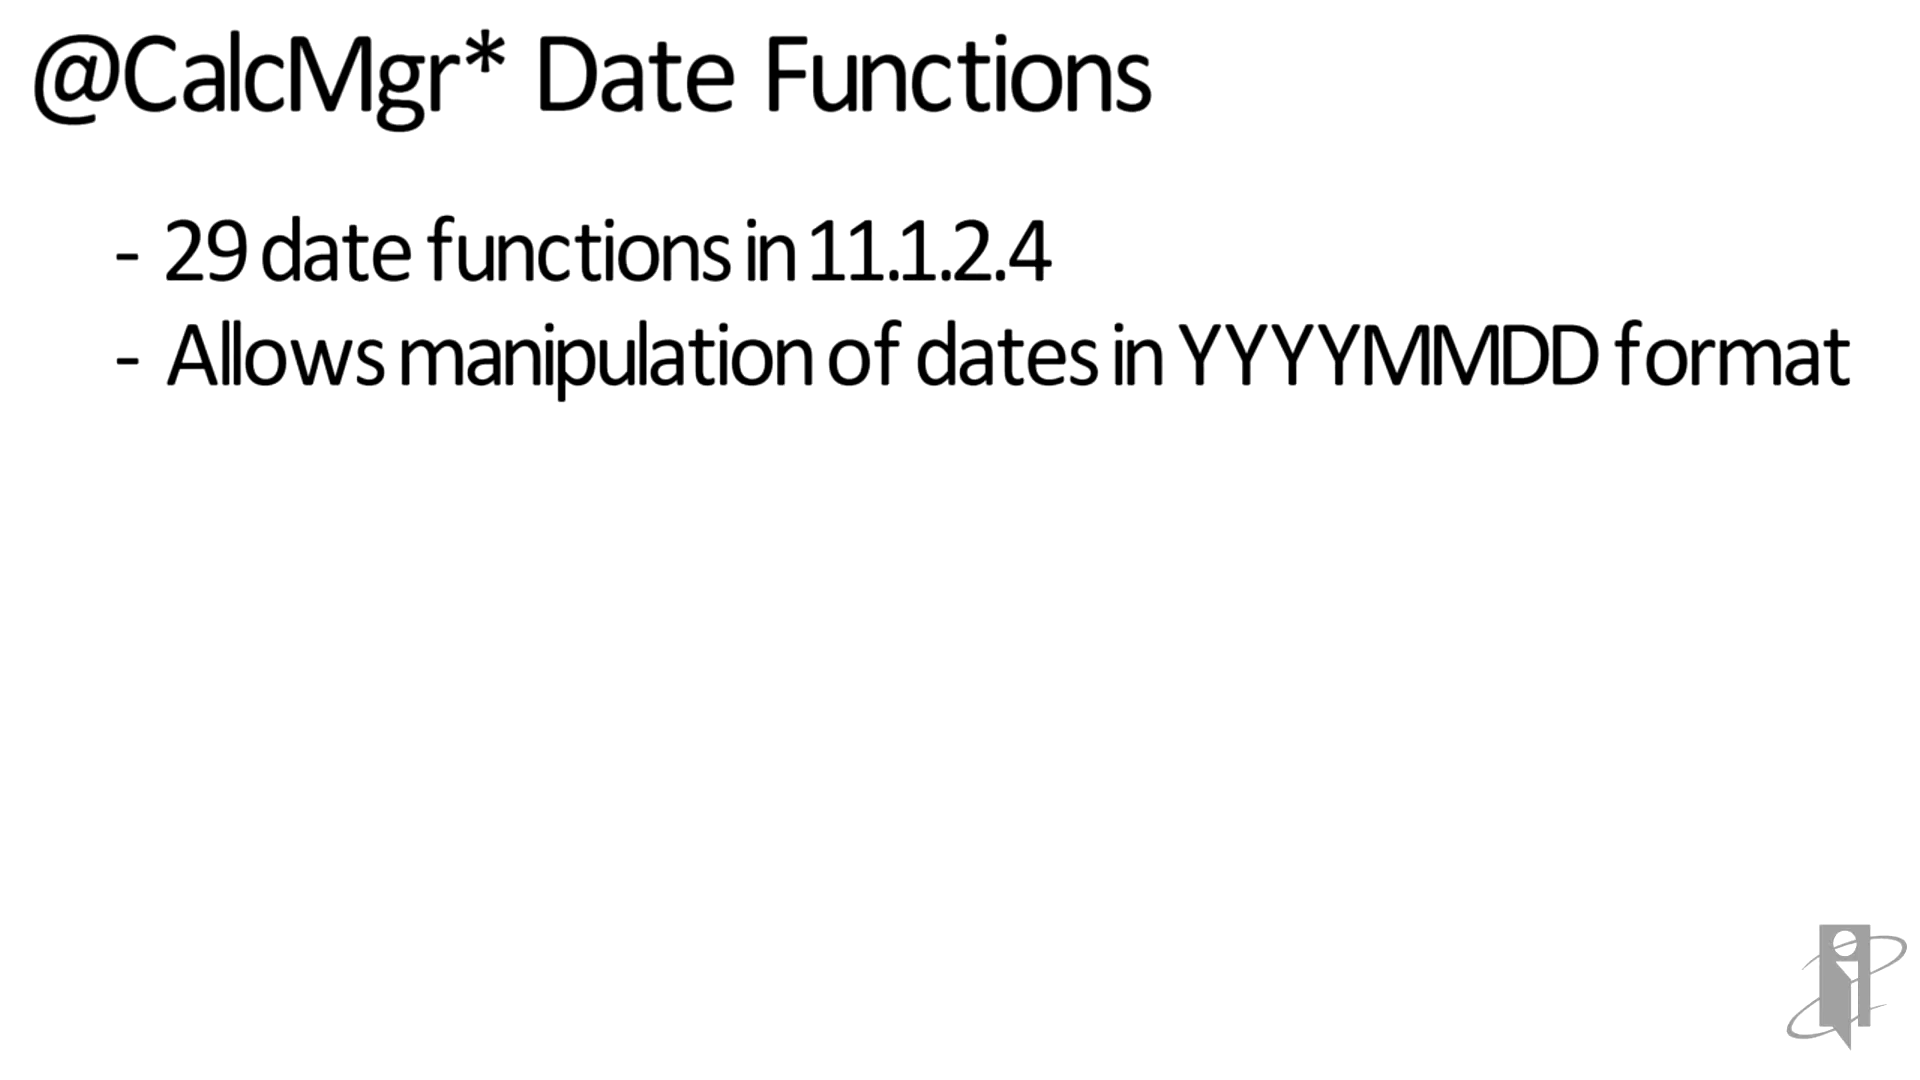 @CalcMgr* Date Functions
- 29 date functions in 11.1.2.4
- Allows manipulation of dates in YYYYMMDD format